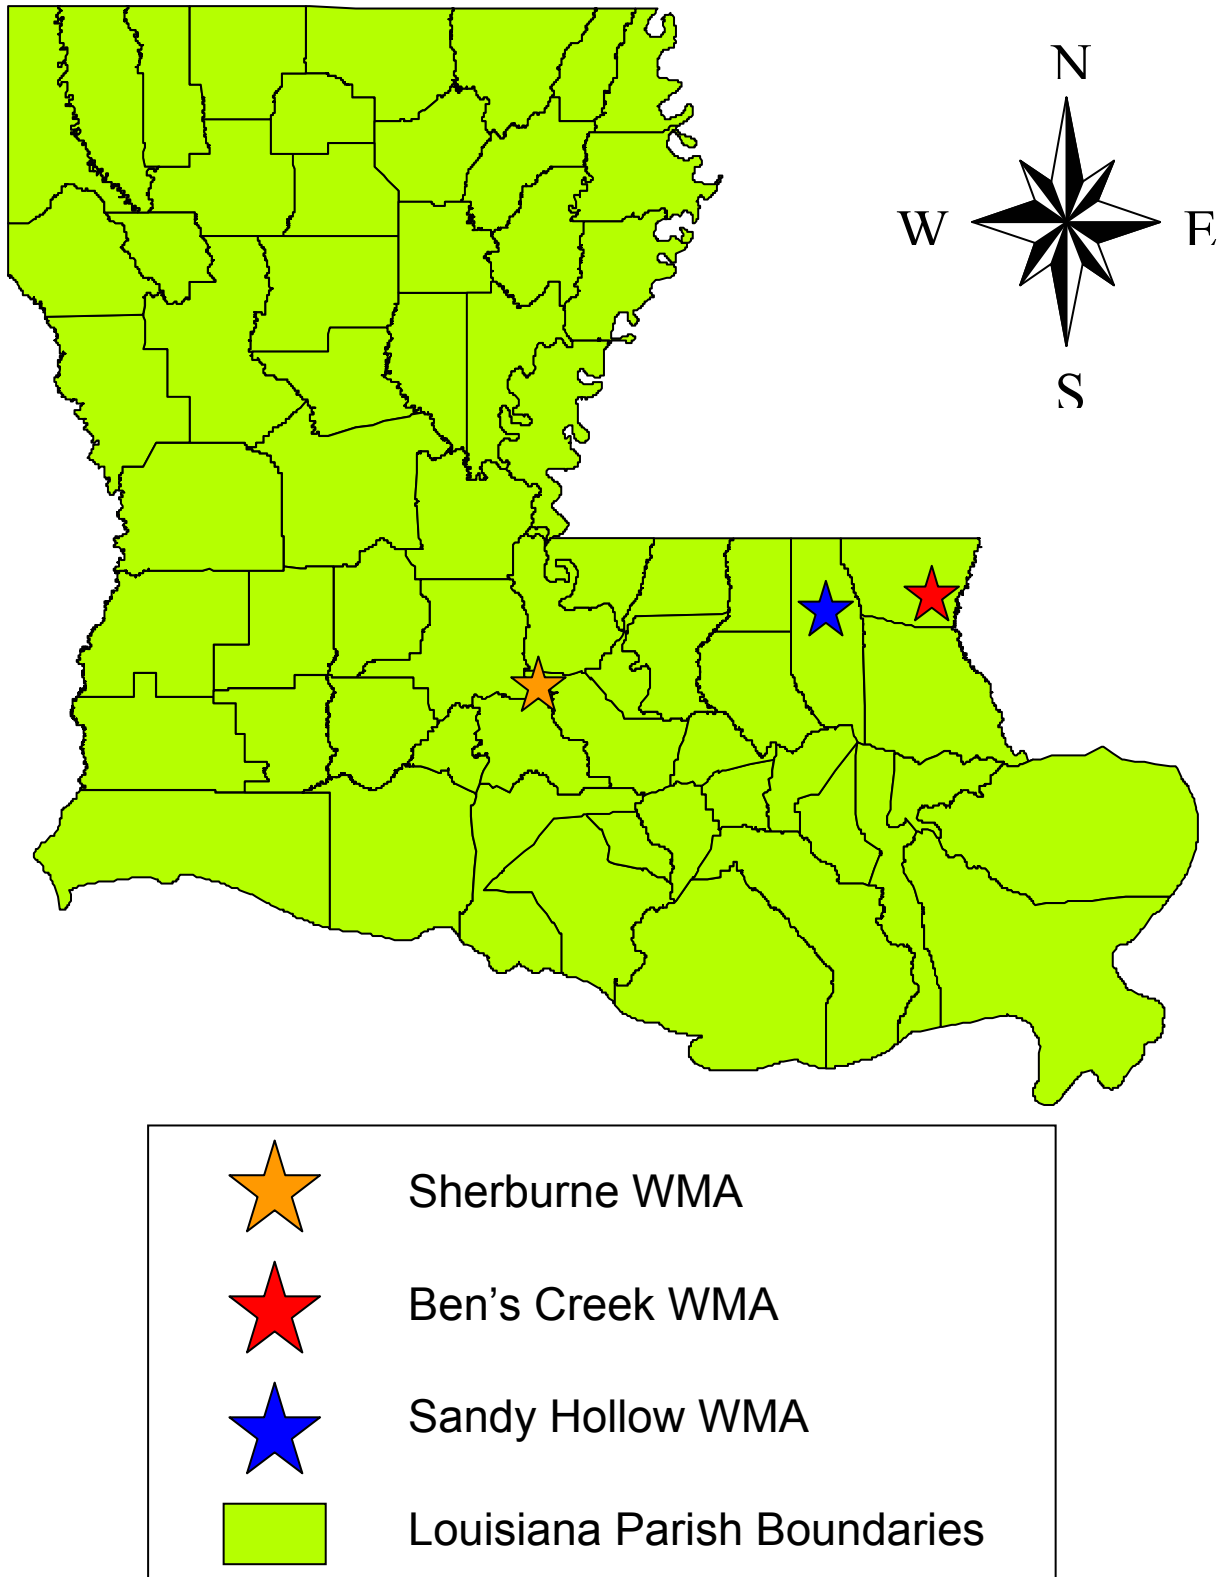 N
W
E
S
Sherburne WMA
Ben's Creek WMA
Sandy Hollow WMA
Louisiana Parish Boundaries